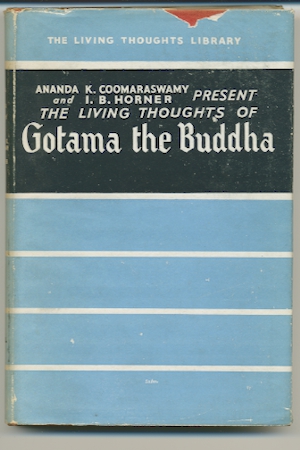 THE LIVING THOUGHTS LIBRARY
ANANDA K. COOMARASWAMY
and I. B. HORNER PRESENT
THE LIVING THOUGHTS OF
Gotama the Buddha